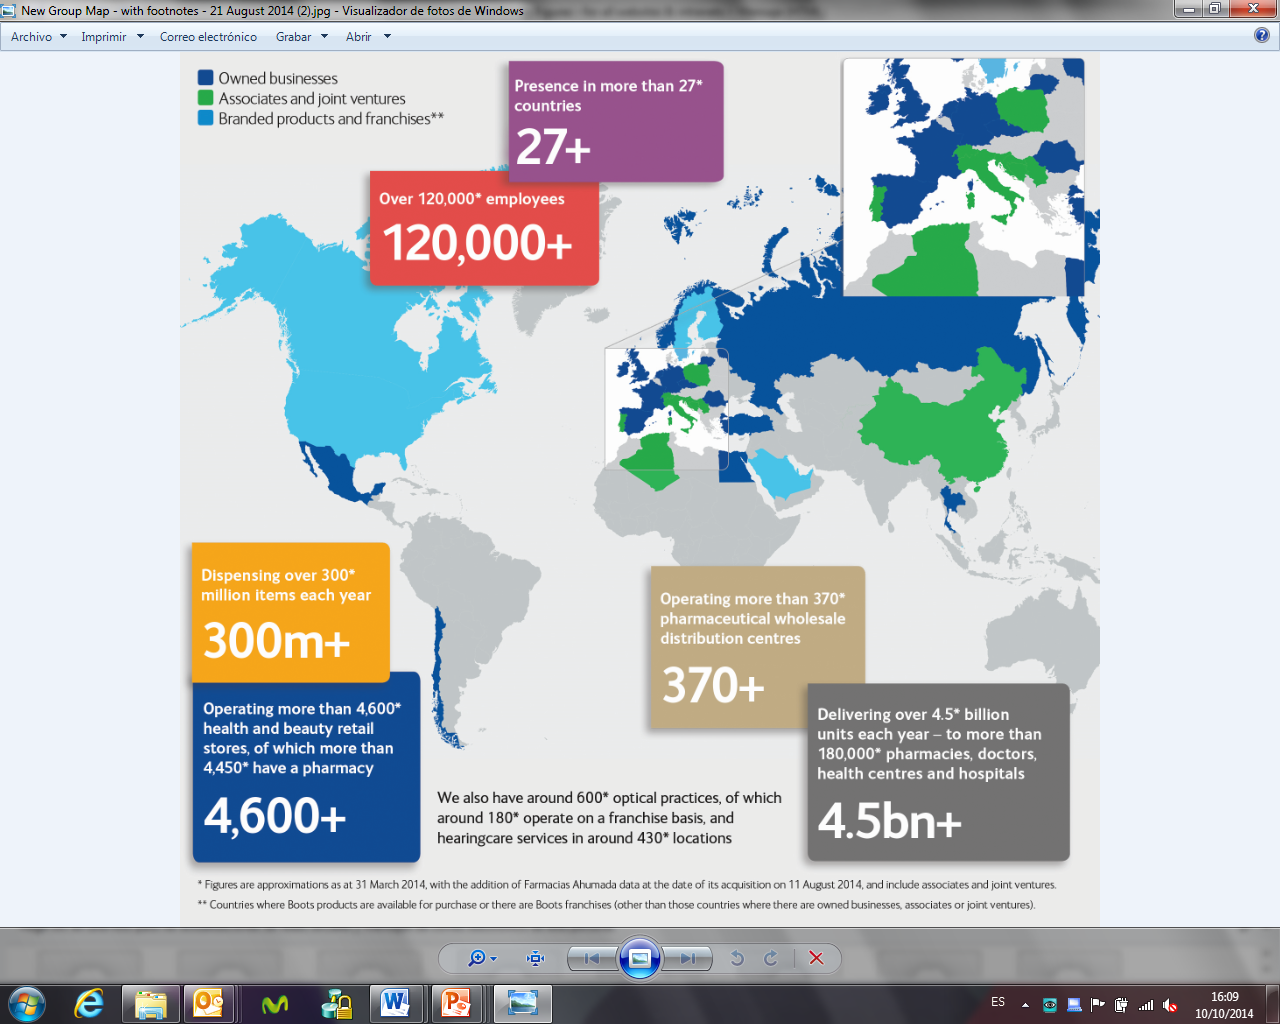 New Group Map - with footnotes - 21 August 2014 (2).jpg - Visualizador de fotos de Windows
Archivo Imprimir Correo electrónico Grabar Abrir
Owned businesses
Associates and joint ventures
Branded products and franchises**
Presence in more than 27*
countries
27+
Over 120,000* employees
120,000+
Dispensing over 300*
million items each year
300m+
Operating more than 4,600*
health and beauty retail
stores, of which more than
4,450* have a pharmacy
4,600+
Operating more than 370*
pharmaceutical wholesale
distribution centres
370+
Delivering over 4.5* billion
units each year – to more than
180,000* pharmacies, doctors,
health centres and hospitals
4.5bn+
We also have around 600* optical practices, of which
around 180* operate on a franchise basis, and
hearingcare services in around 430* locations
* Figures are approximations as at 31 March 2014, with the addition of Farmacias Ahumada data at the date of its acquisition on 11 August 2014, and include associates and joint ventures.
** Countries where Boots products are available for purchase or there are Boots franchises (other than those countries where there are owned businesses, associates or joint ventures).
ES
16:09
10/10/2014